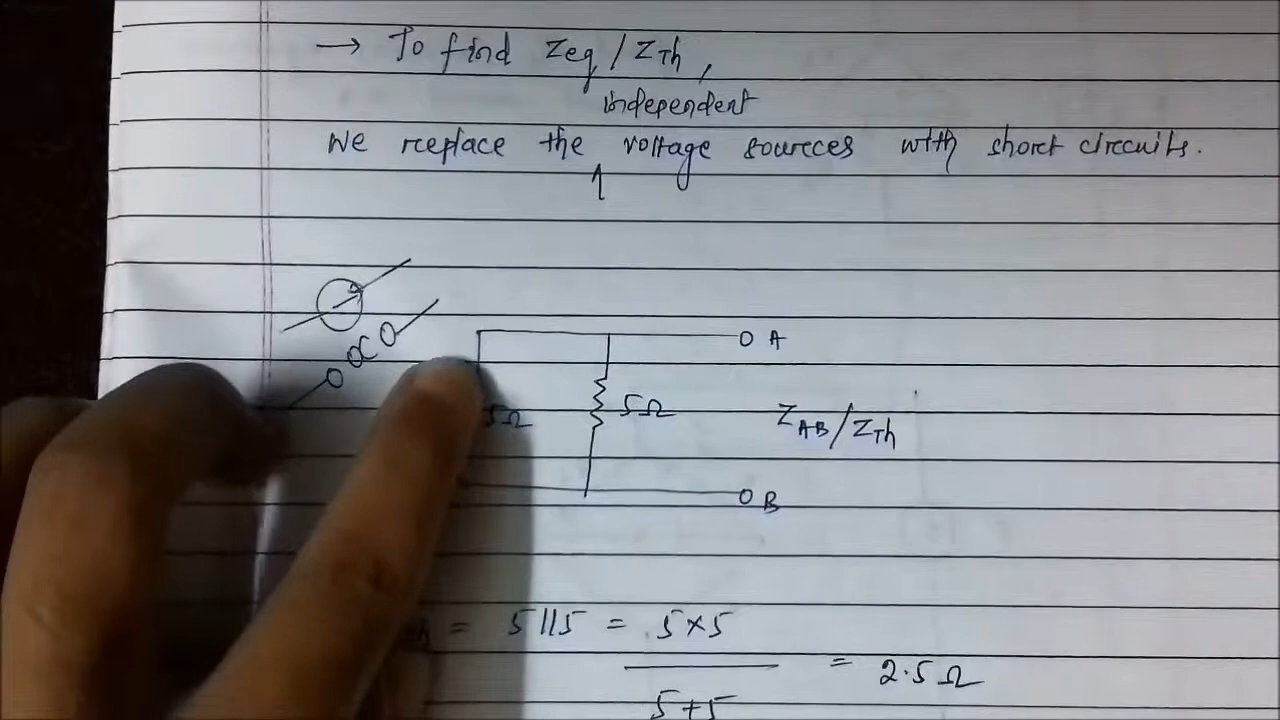 → To find Zeq / ZTh,
independent
We replace the voltage sources with short circuits.
OC
A
5Ω
5Ω
ZAB/ZTh
B
= 5||5 = 5×5
= 2.5Ω
5+5